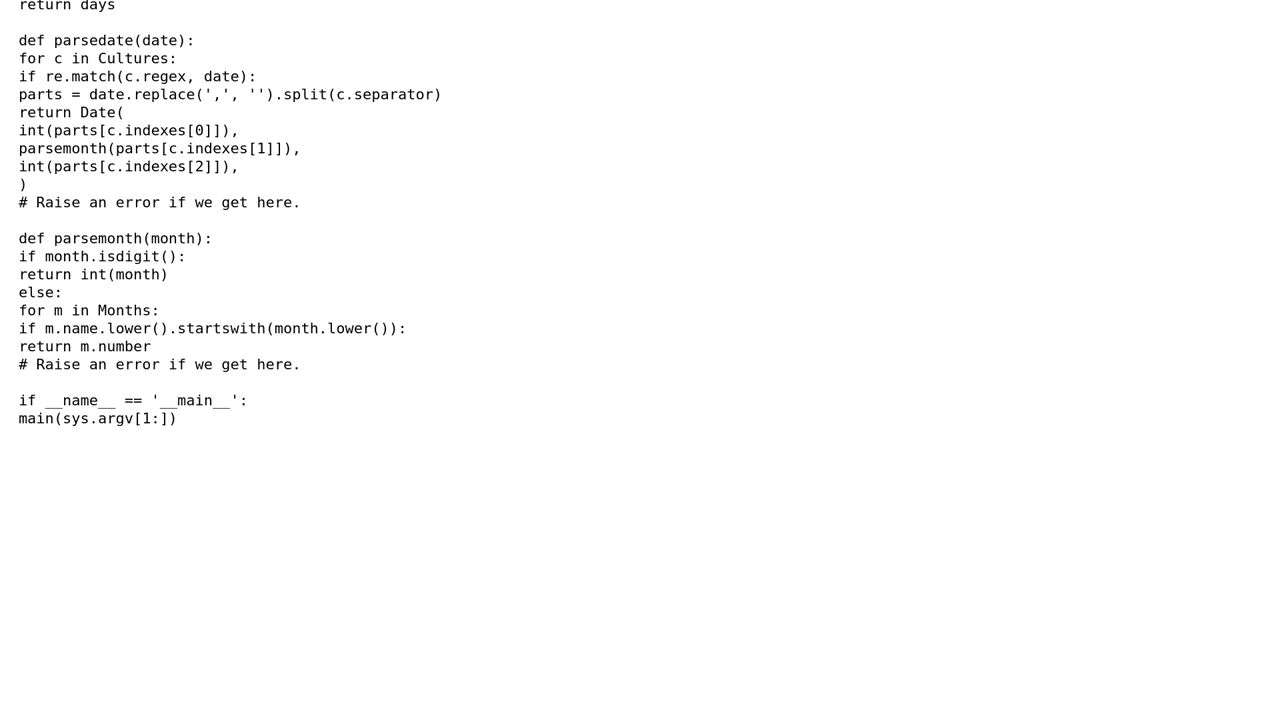 return days

def parsedate(date):
for c in Cultures:
if re.match(c.regex, date):
parts = date.replace(',', '').split(c.separator)
return Date(
int(parts[c.indexes[0]]),
parsemonth(parts[c.indexes[1]]),
int(parts[c.indexes[2]]),
)
# Raise an error if we get here.

def parsemonth(month):
if month.isdigit():
return int(month)
else:
for m in Months:
if m.name.lower().startswith(month.lower()):
return m.number
# Raise an error if we get here.

if __name__ == '__main__':
main(sys.argv[1:])